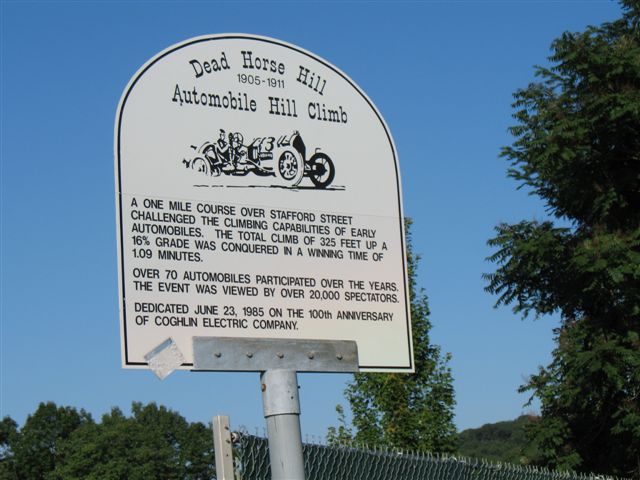 Dead Horse Hill
1905-1911
Automobile Hill Climb
3
A ONE MILE COURSE OVER STAFFORD STREET
CHALLENGED THE CLIMBING CAPABILITIES OF EARLY
AUTOMOBILES. THE TOTAL CLIMB OF 325 FEET UP A
16% GRADE WAS CONQUERED IN A WINNING TIME OF
1.09 MINUTES.
OVER 70 AUTOMOBILES PARTICIPATED OVER THE YEARS.
THE EVENT WAS VIEWED BY OVER 20,000 SPECTATORS.
DEDICATED JUNE 23, 1985 ON THE 100th ANNIVERSARY
OF COGHLIN ELECTRIC COMPANY.